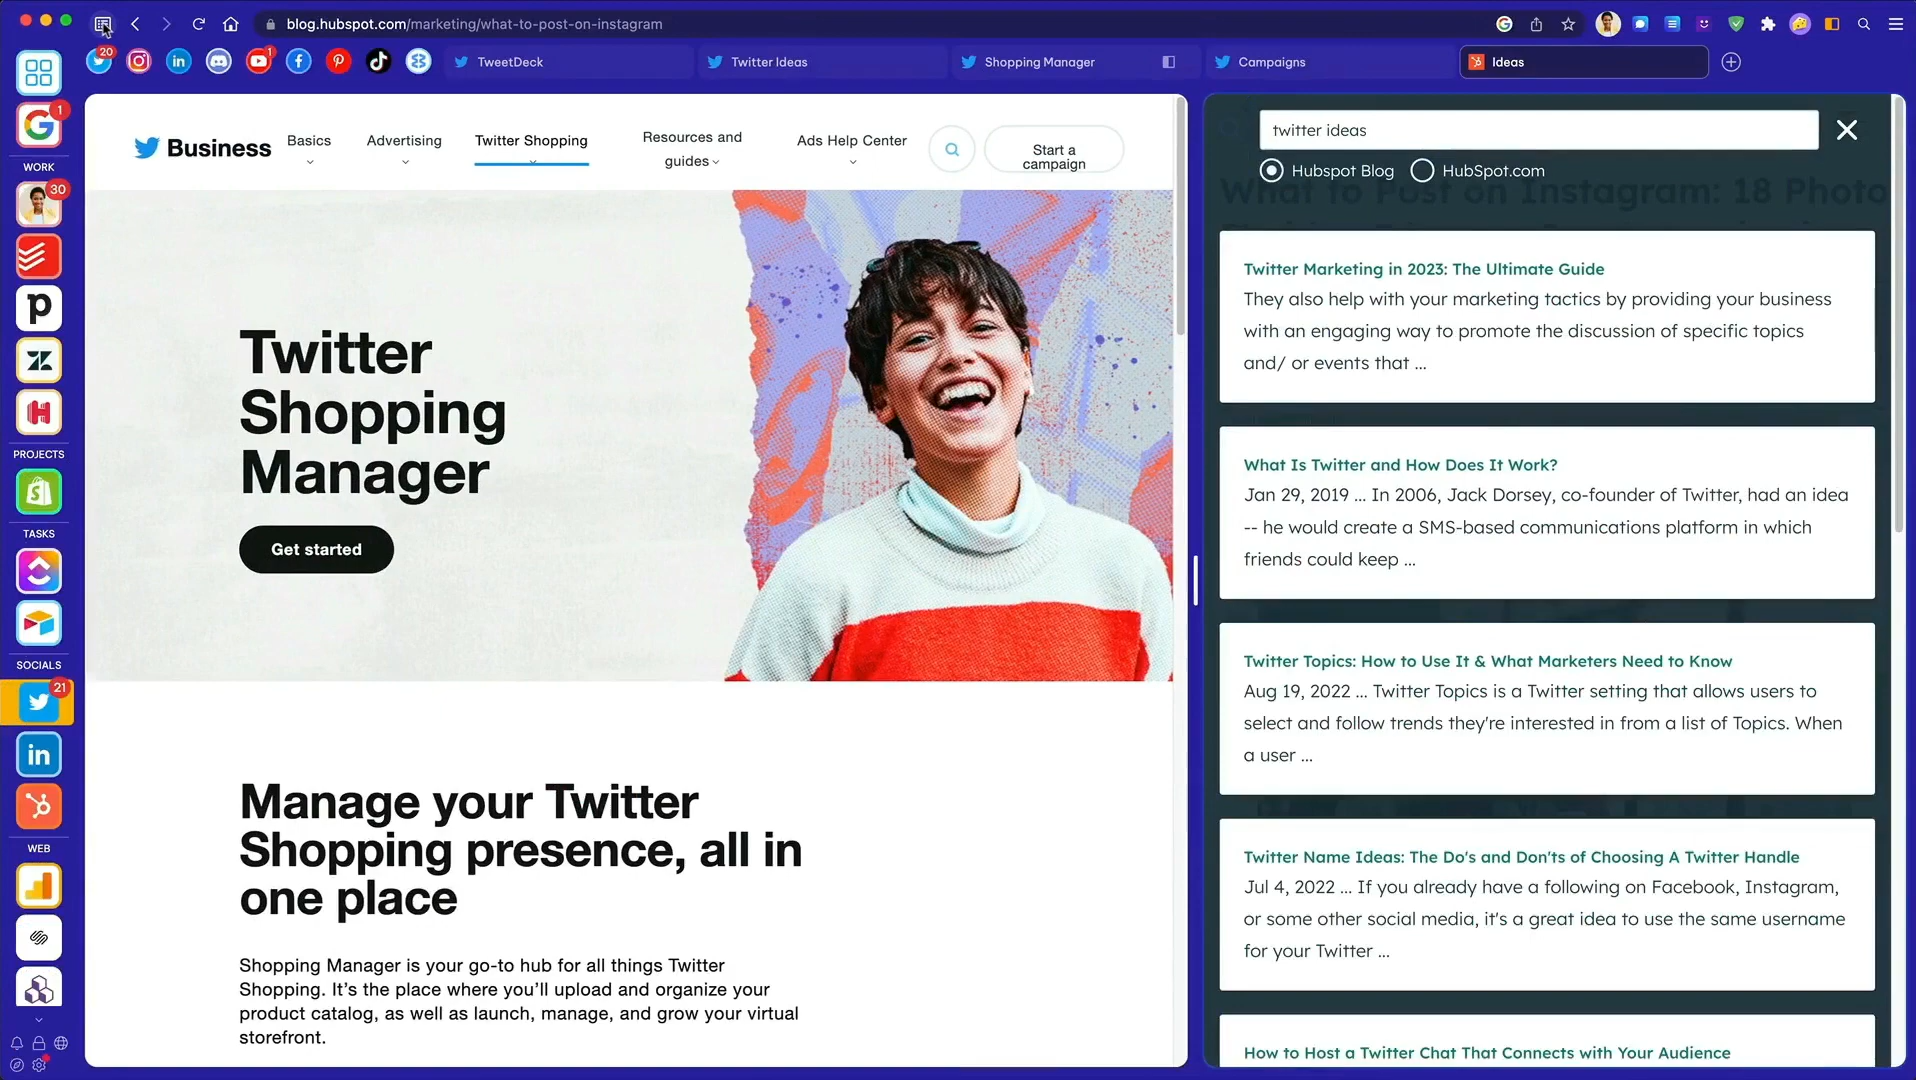 blog.hubspot.com/marketing/what-to-post-on-instagram
20
1
TweetDeck
Twitter Ideas
Shopping Manager
Campaigns
Ideas
1
WORK
30
p
PROJECTS
TASKS
SOCIALS
21
in
WEB
Business
Basics
Advertising
Twitter Shopping
Resources and
guides
Ads Help Center
Start a
campaign
Twitter
Shopping
Manager
Get started
Manage your Twitter
Shopping presence, all in
one place
Shopping Manager is your go-to hub for all things Twitter
Shopping. It’s the place where you’ll upload and organize your
product catalog, as well as launch, manage, and grow your virtual
storefront.
twitter ideas
Hubspot Blog
HubSpot.com
What to Post on Instagram: 18 Photo
Twitter Marketing in 2023: The Ultimate Guide
They also help with your marketing tactics by providing your business
with an engaging way to promote the discussion of specific topics
and/ or events that ...
What Is Twitter and How Does It Work?
Jan 29, 2019 ... In 2006, Jack Dorsey, co-founder of Twitter, had an idea
-- he would create a SMS-based communications platform in which
friends could keep ...
Twitter Topics: How to Use It & What Marketers Need to Know
Aug 19, 2022 ... Twitter Topics is a Twitter setting that allows users to
select and follow trends they're interested in from a list of Topics. When
a user ...
Twitter Name Ideas: The Do's and Don'ts of Choosing A Twitter Handle
Jul 4, 2022 ... If you already have a following on Facebook, Instagram,
or some other social media, it's a great idea to use the same username
for your Twitter ...
How to Host a Twitter Chat That Connects with Your Audience